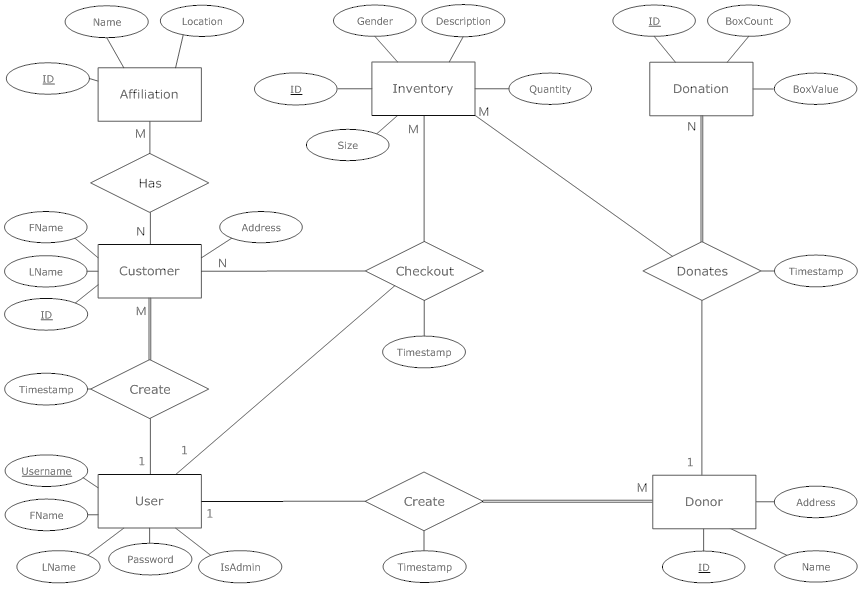 Name
Location
ID
Affiliation
M
Has
N
Gender
Description
ID
Inventory
Quantity
Size
M
M
ID
BoxCount
Donation
BoxValue
N
FName
Address
LName
Customer
N
ID
M
Checkout
Timestamp
Donates
Timestamp
Timestamp
Create
1
1
Username
FName
User
1
LName
Password
IsAdmin
Create
Timestamp
1
M
Donor
Address
ID
Name